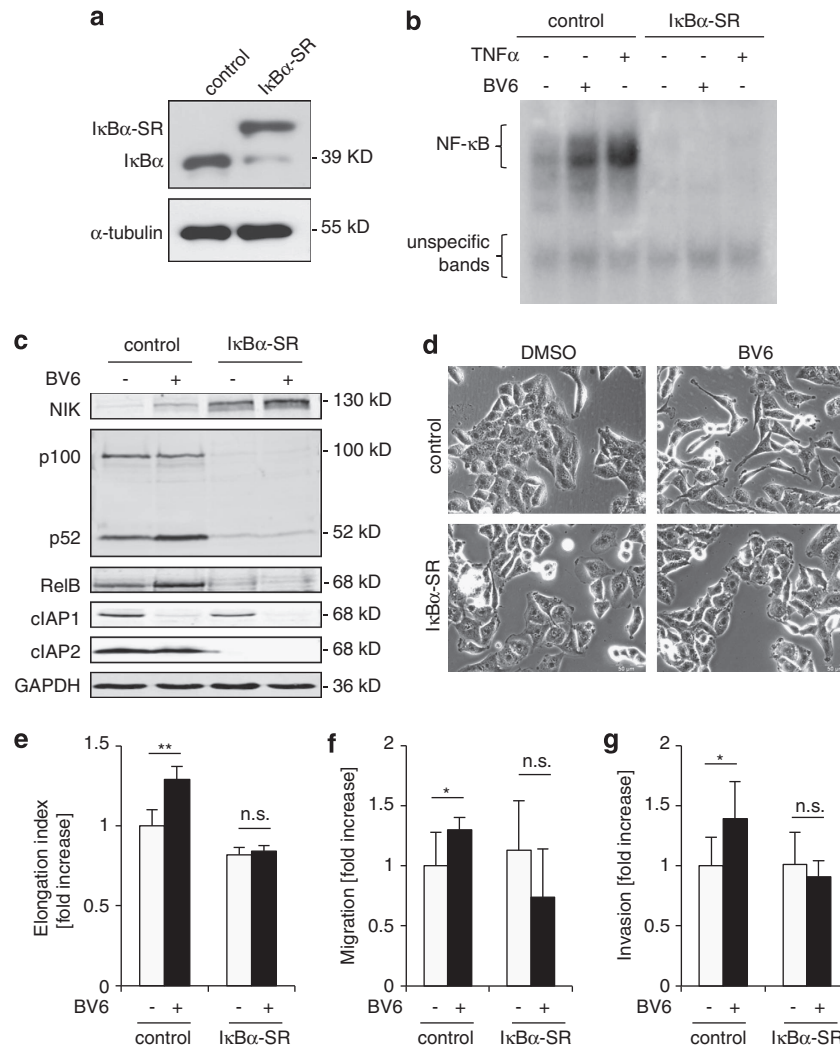 a
control
IκBα-SR
IκBα-SR
IκBα
- 39 KD
α-tubulin
- 55 kD
b
control IκBα-SR
TNFα - - + - - +
BV6 - + - - + -
NF-κB
unspecific
bands
c
control IκBα-SR
BV6 - + - +
NIK - 130 kD
p100 - 100 kD
p52 - 52 kD
RelB - 68 kD
cIAP1 - 68 kD
cIAP2 - 68 kD
GAPDH - 36 kD
d
DMSO BV6
control
IκBα-SR
50 µm
50 µm
e
Elongation index
[fold increase]
1.5
1
0.5
0
**
n.s.
BV6 - + - +
control IκBα-SR
f
Migration [fold increase]
2
1.5
1
0.5
0
*
n.s.
BV6 - + - +
control IκBα-SR
g
Invasion [fold increase]
2
1.5
1
0.5
0
*
n.s.
BV6 - + - +
control IκBα-SR